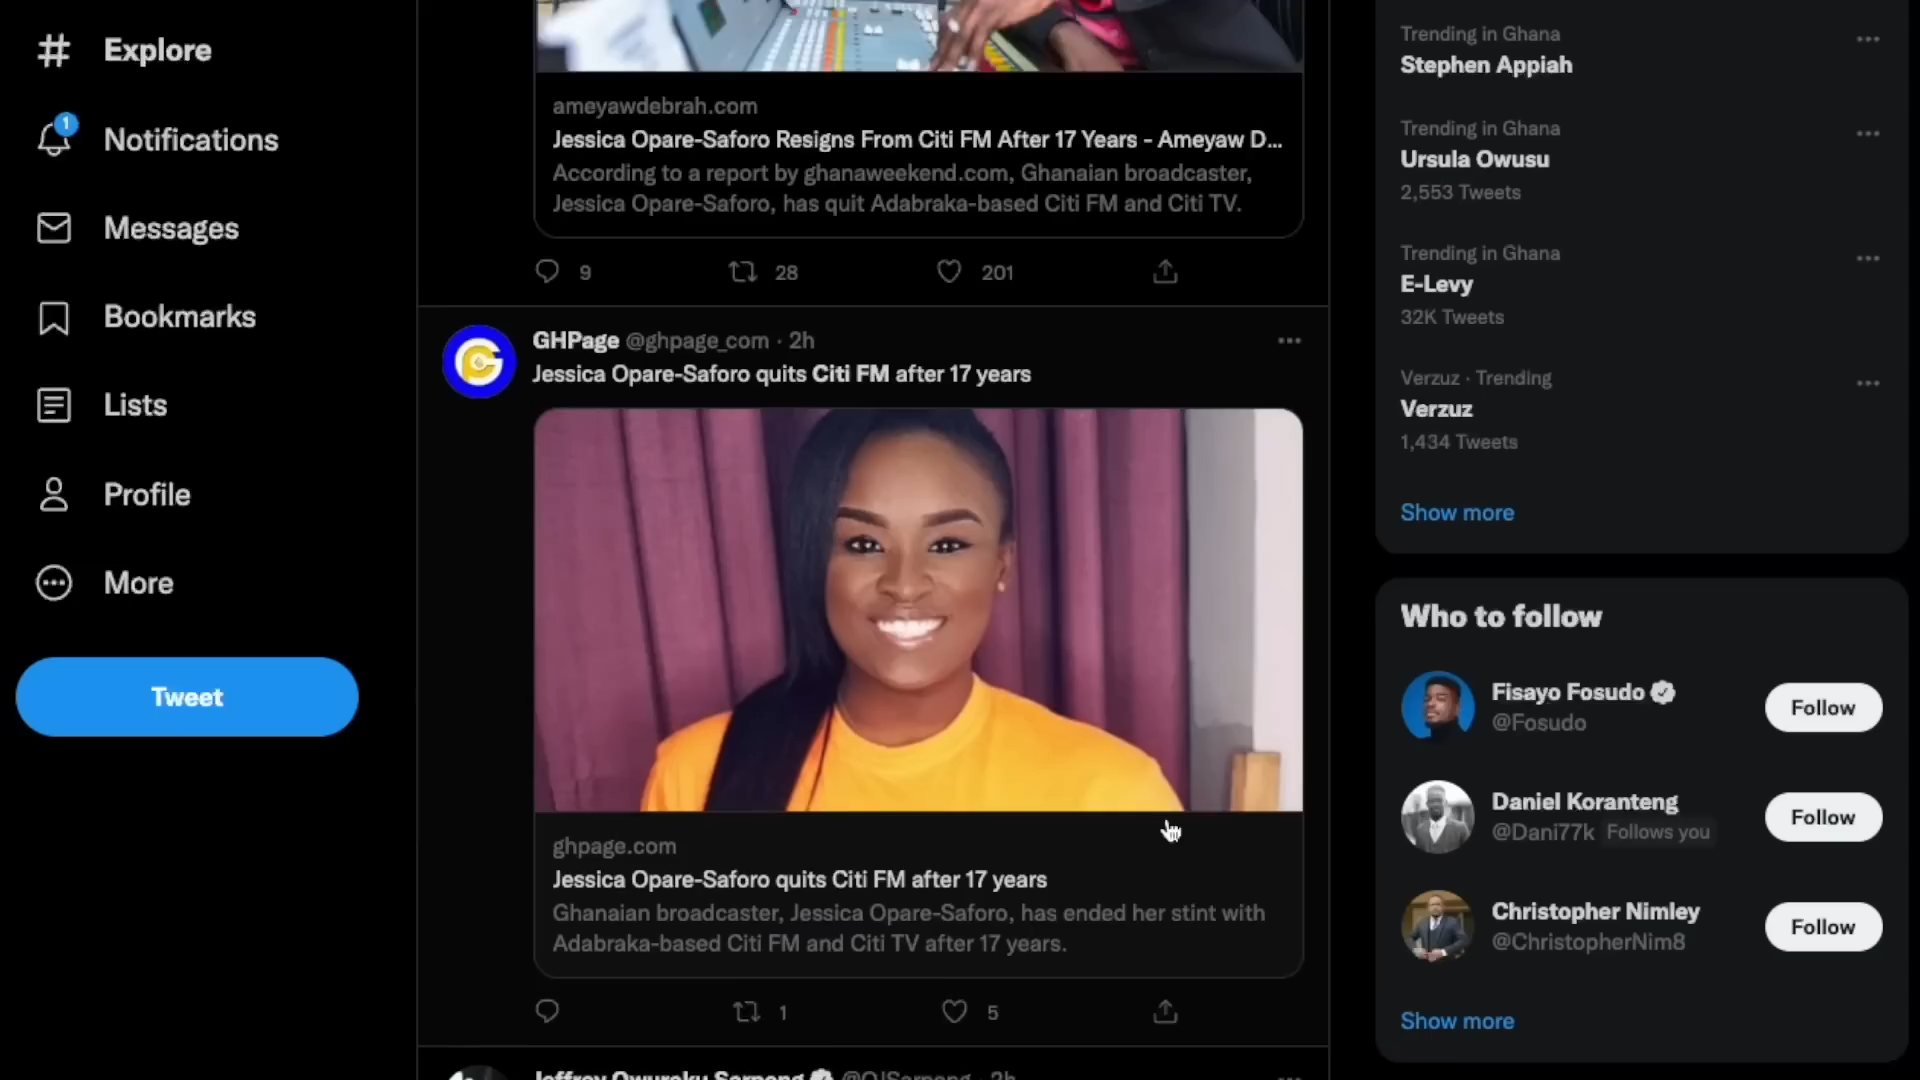 Explore
1
Notifications
Messages
Bookmarks
Lists
Profile
More
Tweet
ameyawdebrah.com
Jessica Opare-Saforo Resigns From Citi FM After 17 Years - Ameyaw D...
According to a report by ghanaweekend.com, Ghanaian broadcaster,
Jessica Opare-Saforo, has quit Adabraka-based Citi FM and Citi TV.
9 28 201
GHPage @ghpage_com · 2h
Jessica Opare-Saforo quits Citi FM after 17 years
ghpage.com
Jessica Opare-Saforo quits Citi FM after 17 years
Ghanaian broadcaster, Jessica Opare-Saforo, has ended her stint with
Adabraka-based Citi FM and Citi TV after 17 years.
1 5
Jeffrey Owuraku Sarpong @OJSarpong · 2h
Trending in Ghana
Stephen Appiah
Trending in Ghana
Ursula Owusu
2,553 Tweets
Trending in Ghana
E-Levy
32K Tweets
Verzuz · Trending
Verzuz
1,434 Tweets
Show more
Who to follow
Fisayo Fosudo
@Fosudo
Follow
Daniel Koranteng
@Dani77k Follows you
Follow
Christopher Nimley
@ChristopherNim8
Follow
Show more